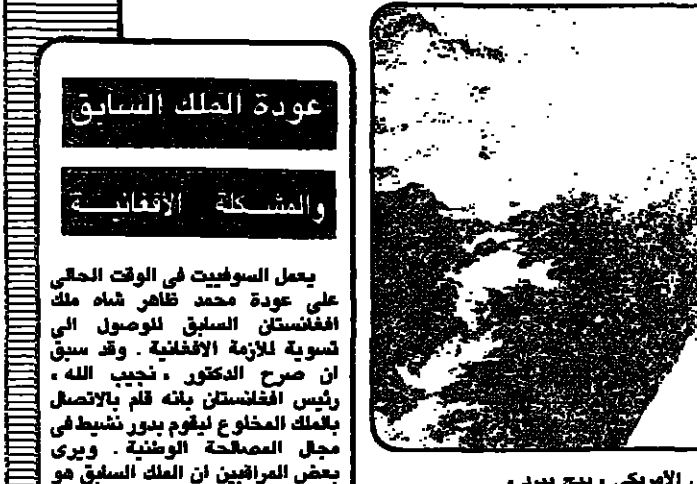 عودة الملك السابق
والمشكلة الأفغانية
يعمل السوفييت فى الوقت الحالى
على عودة محمد ظاهر شاه ملك
افغانستان السابق للوصول الى
تسوية للازمة الافغانية . وقد سبق
ان صرح الدكتور ، نجيب الله ،
رئيس افغانستان بانه قام بالاتصال
بالملك المخلوع ليقوم بدور نشيط فى
مجال المصالحة الوطنية . ويرى
بعض المراقبين ان الملك السابق هو
الامريكى